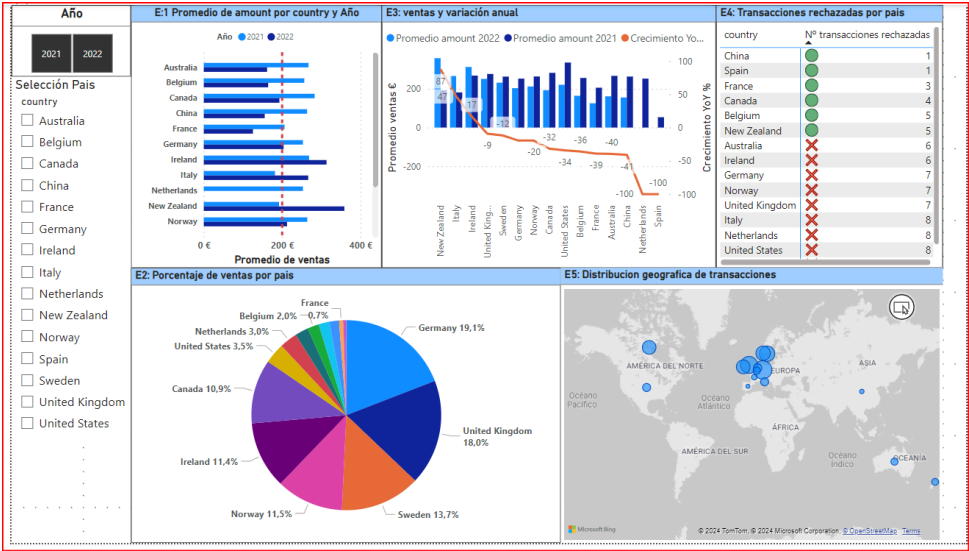 Año
2021
2022
Selección Pais
country
Australia
Belgium
Canada
China
France
Germany
Ireland
Italy
Netherlands
New Zealand
Norway
Spain
Sweden
United Kingdom
United States
E:1 Promedio de amount por country y Año
Año 2021 2022
Australia
Belgium
Canada
China
France
Germany
Ireland
Italy
Netherlands
New Zealand
Norway
0 € 200 € 400 €
Promedio de ventas
E3: ventas y variación anual
Promedio amount 2022 Promedio amount 2021 Crecimiento Yo...
Promedio ventas €
200
0
-200
87
47
17
-9
-12
-20
-32
-34
-36
-39
-40
-41
-100
-100
100
50
0
-50
-100
Crecimiento YoY %
New Zealand
Italy
Ireland
United King...
Sweden
Germany
Norway
Canada
United States
Belgium
France
Australia
China
Netherlands
Spain
E4: Transacciones rechazadas por pais
country Nº transacciones rechazadas
China 1
Spain 1
France 3
Canada 4
Belgium 5
New Zealand 5
Australia 6
Ireland 6
Germany 7
Norway 7
United Kingdom 7
Italy 8
Netherlands 8
United States 8
E2: Porcentaje de ventas por pais
France
0,7%
Belgium 2,0%
Netherlands 3,0%
United States 3,5%
Canada 10,9%
Ireland 11,4%
Norway 11,5%
Sweden 13,7%
United Kingdom
18,0%
Germany 19,1%
E5: Distribucion geografica de transacciones
AMÉRICA DEL NORTE
EUROPA
ASIA
Océano
Pacífico
Océano
Atlántico
ÁFRICA
AMÉRICA DEL SUR
Océano
Índico
OCEANÍA
Microsoft Bing
© 2024 TomTom, © 2024 Microsoft Corporation, © OpenStreetMap Terms